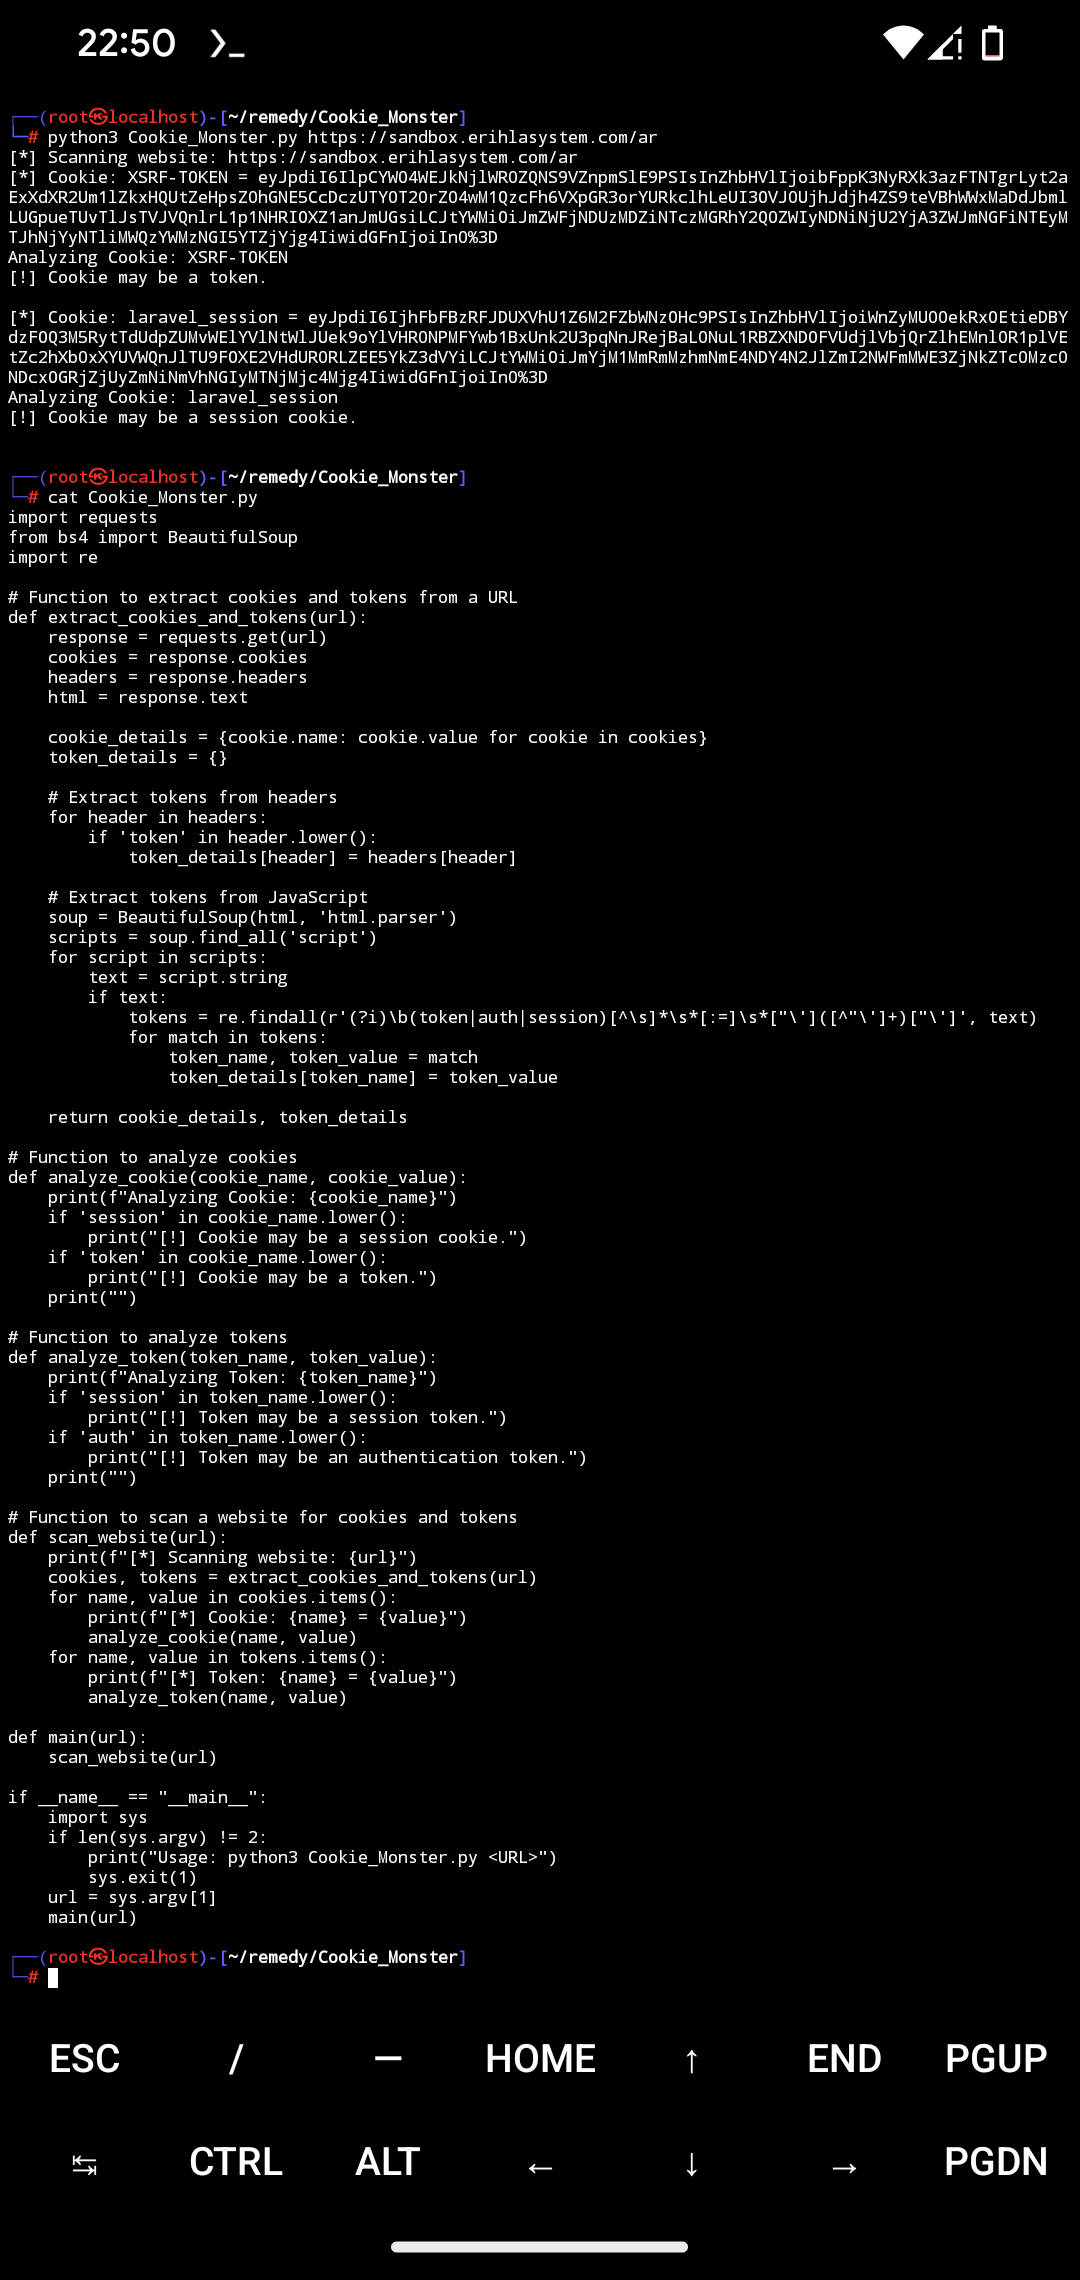 22:50
┌──(root㉿localhost)-[~/remedy/Cookie_Monster]
└─# python3 Cookie_Monster.py https://sandbox.erihlasystem.com/ar
[*] Scanning website: https://sandbox.erihlasystem.com/ar
[*] Cookie: XSRF-TOKEN =
Analyzing Cookie: XSRF-TOKEN
[!] Cookie may be a token.
[*] Cookie: laravel_session =
Analyzing Cookie: laravel_session
[!] Cookie may be a session cookie.
┌──(root㉿localhost)-[~/remedy/Cookie_Monster]
└─# cat Cookie_Monster.py
import requests
from bs4 import BeautifulSoup
import re
# Function to extract cookies and tokens from a URL
def extract_cookies_and_tokens(url):
    response = requests.get(url)
    cookies = response.cookies
    headers = response.headers
    html = response.text
    cookie_details = {cookie.name: cookie.value for cookie in cookies}
    token_details = {}
    # Extract tokens from headers
    for header in headers:
        if 'token' in header.lower():
            token_details[header] = headers[header]
    # Extract tokens from JavaScript
    soup = BeautifulSoup(html, 'html.parser')
    scripts = soup.find_all('script')
    for script in scripts:
        text = script.string
        if text:
            tokens = re.findall(r'(?i)\b(token|auth|session)[^\s]*\s*[:=]\s*["\']([^"\']+)["\']', text)
            for match in tokens:
                token_name, token_value = match
                token_details[token_name] = token_value
    return cookie_details, token_details
# Function to analyze cookies
def analyze_cookie(cookie_name, cookie_value):
    print(f"Analyzing Cookie: {cookie_name}")
    if 'session' in cookie_name.lower():
        print("[!] Cookie may be a session cookie.")
    if 'token' in cookie_name.lower():
        print("[!] Cookie may be a token.")
    print("")
# Function to analyze tokens
def analyze_token(token_name, token_value):
    print(f"Analyzing Token: {token_name}")
    if 'session' in token_name.lower():
        print("[!] Token may be a session token.")
    if 'auth' in token_name.lower():
        print("[!] Token may be an authentication token.")
    print("")
# Function to scan a website for cookies and tokens
def scan_website(url):
    print(f"[*] Scanning website: {url}")
    cookies, tokens = extract_cookies_and_tokens(url)
    for name, value in cookies.items():
        print(f"[*] Cookie: {name} = {value}")
        analyze_cookie(name, value)
    for name, value in tokens.items():
        print(f"[*] Token: {name} = {value}")
        analyze_token(name, value)
def main(url):
    scan_website(url)
if __name__ == "__main__":
    import sys
    if len(sys.argv) != 2:
        print("Usage: python3 Cookie_Monster.py <URL>")
        sys.exit(1)
    url = sys.argv[1]
    main(url)
┌──(root㉿localhost)-[~/remedy/Cookie_Monster]
└─#
ESC / — HOME ↑ END PGUP
↹ CTRL ALT ← ↓ → PGDN